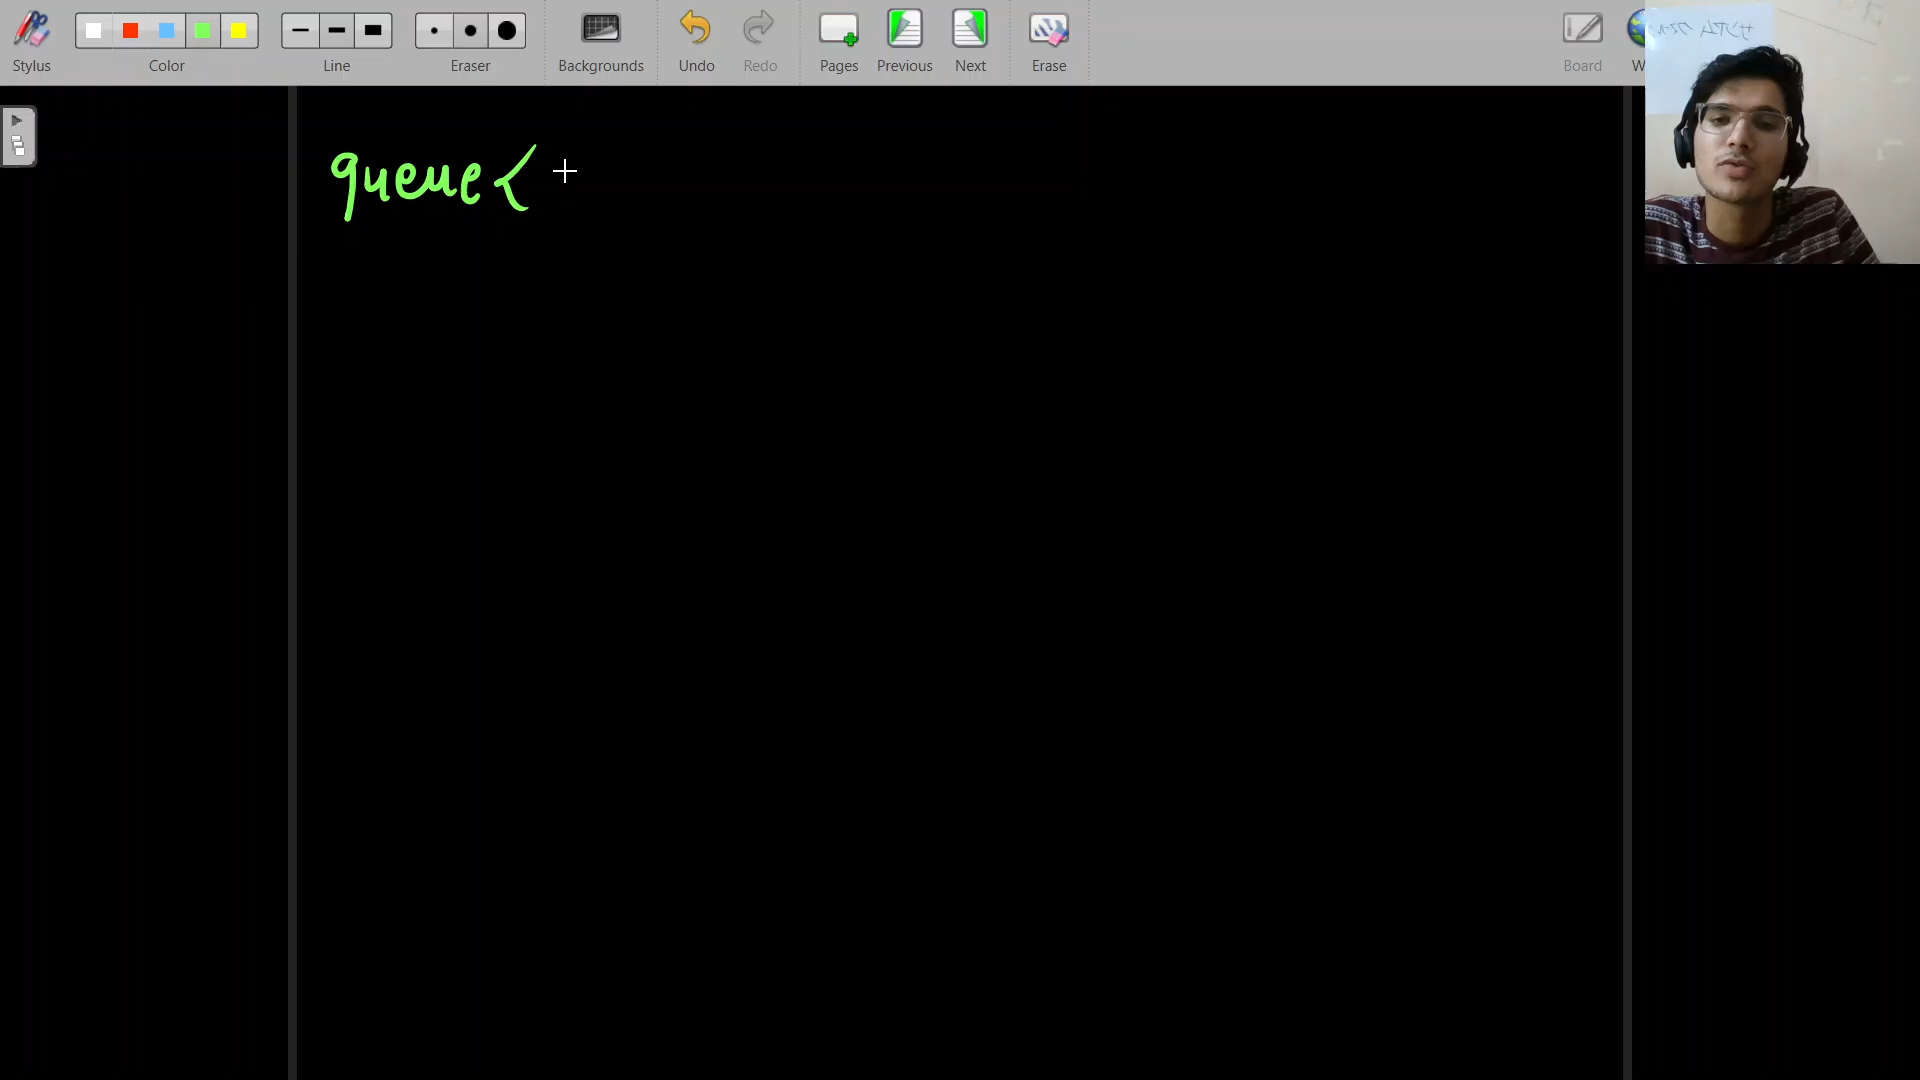 Stylus
Color
Line
Eraser
Backgrounds
Undo
Redo
Pages
Previous
Next
Erase
Board
W
queue <